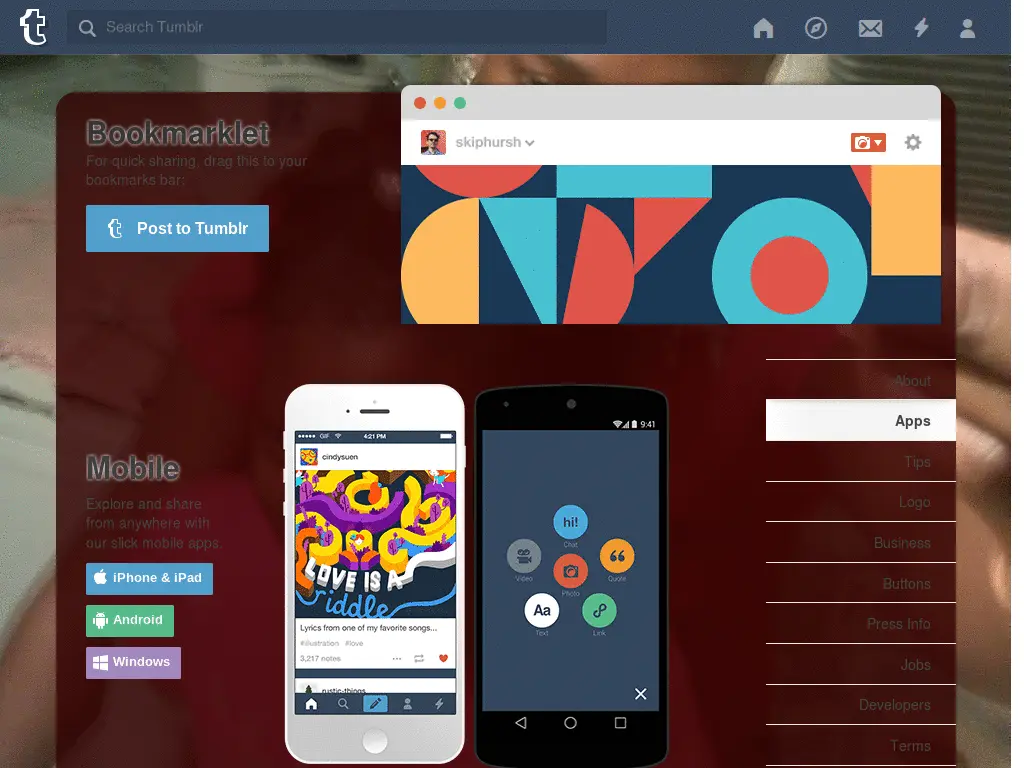 Search Tumblr
Bookmarklet
For quick sharing, drag this to your
bookmarks bar:
Post to Tumblr
skiphursh
About
Apps
Tips
Logo
Business
Buttons
Press Info
Jobs
Developers
Terms
Mobile
Explore and share
from anywhere with
our slick mobile apps.
iPhone & iPad
Android
Windows
GIF 4:21 PM
cindysuen
LOVE IS A
riddle
Lyrics from one of my favorite songs...
#illustration #love
3,217 notes
rustic-things
9:41
hi!
Chat
Video
Quote
Photo
Aa
Text
Link